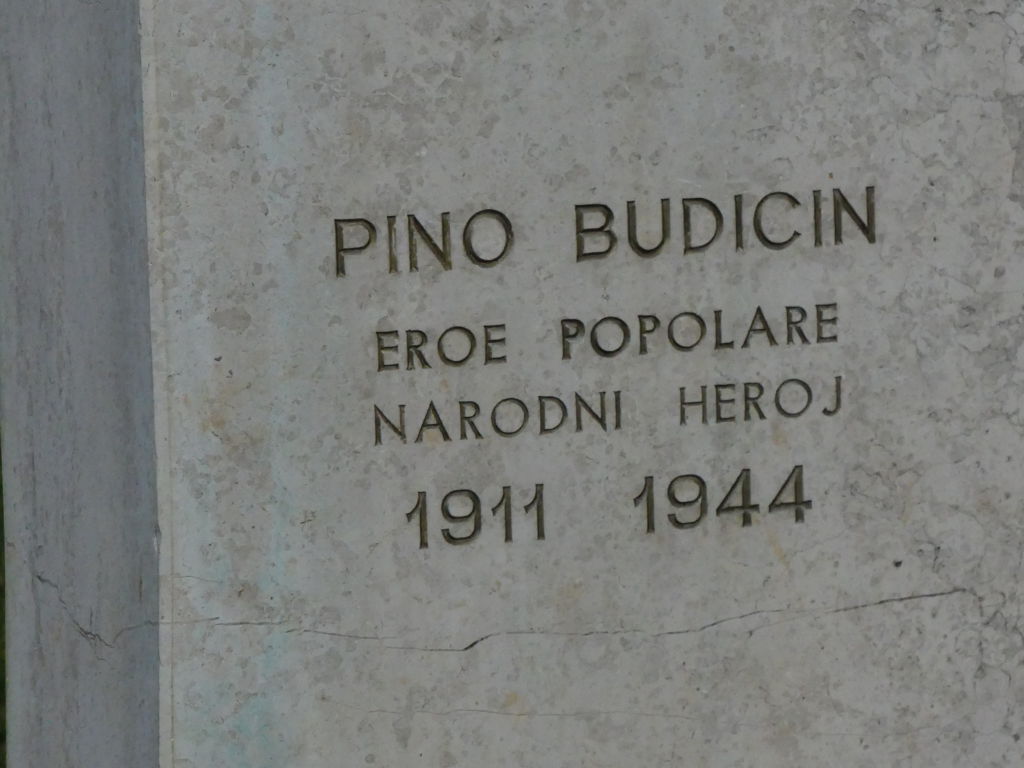 PINO BUDICIN
EROE POPOLARE
NARODNI HEROJ
1911 1944